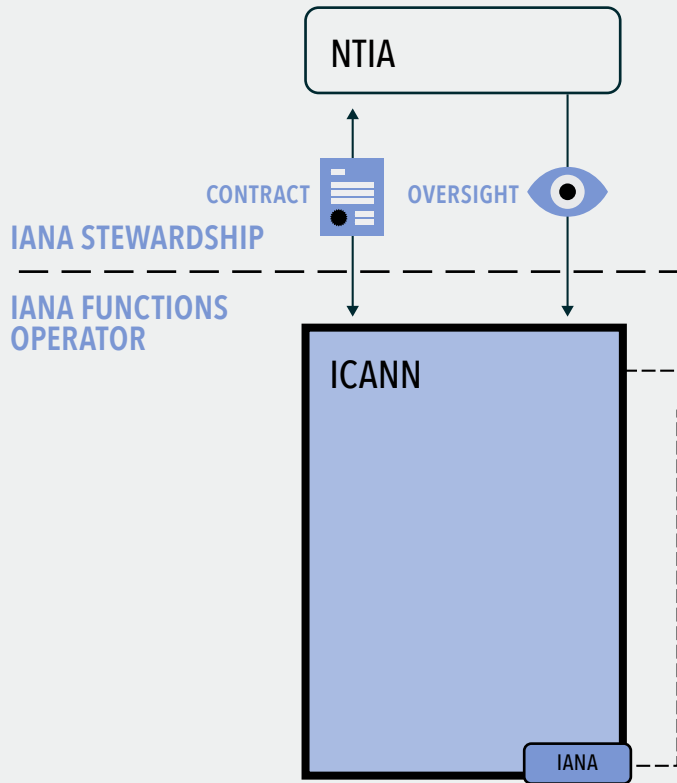 NTIA
CONTRACT
OVERSIGHT
IANA STEWARDSHIP
IANA FUNCTIONS
OPERATOR
ICANN
IANA